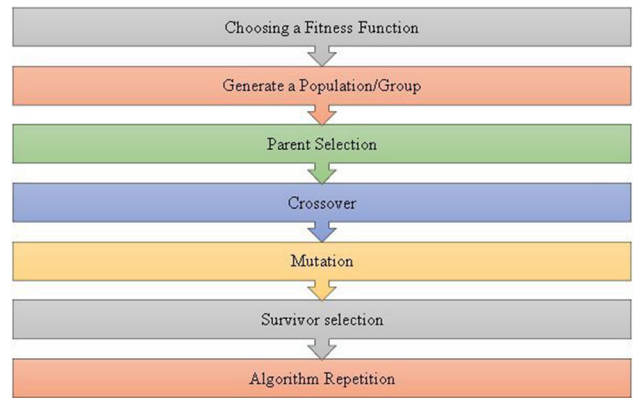 Choosing a Fitness Function
Generate a Population/Group
Parent Selection
Crossover
Mutation
Survivor selection
Algorithm Repetition